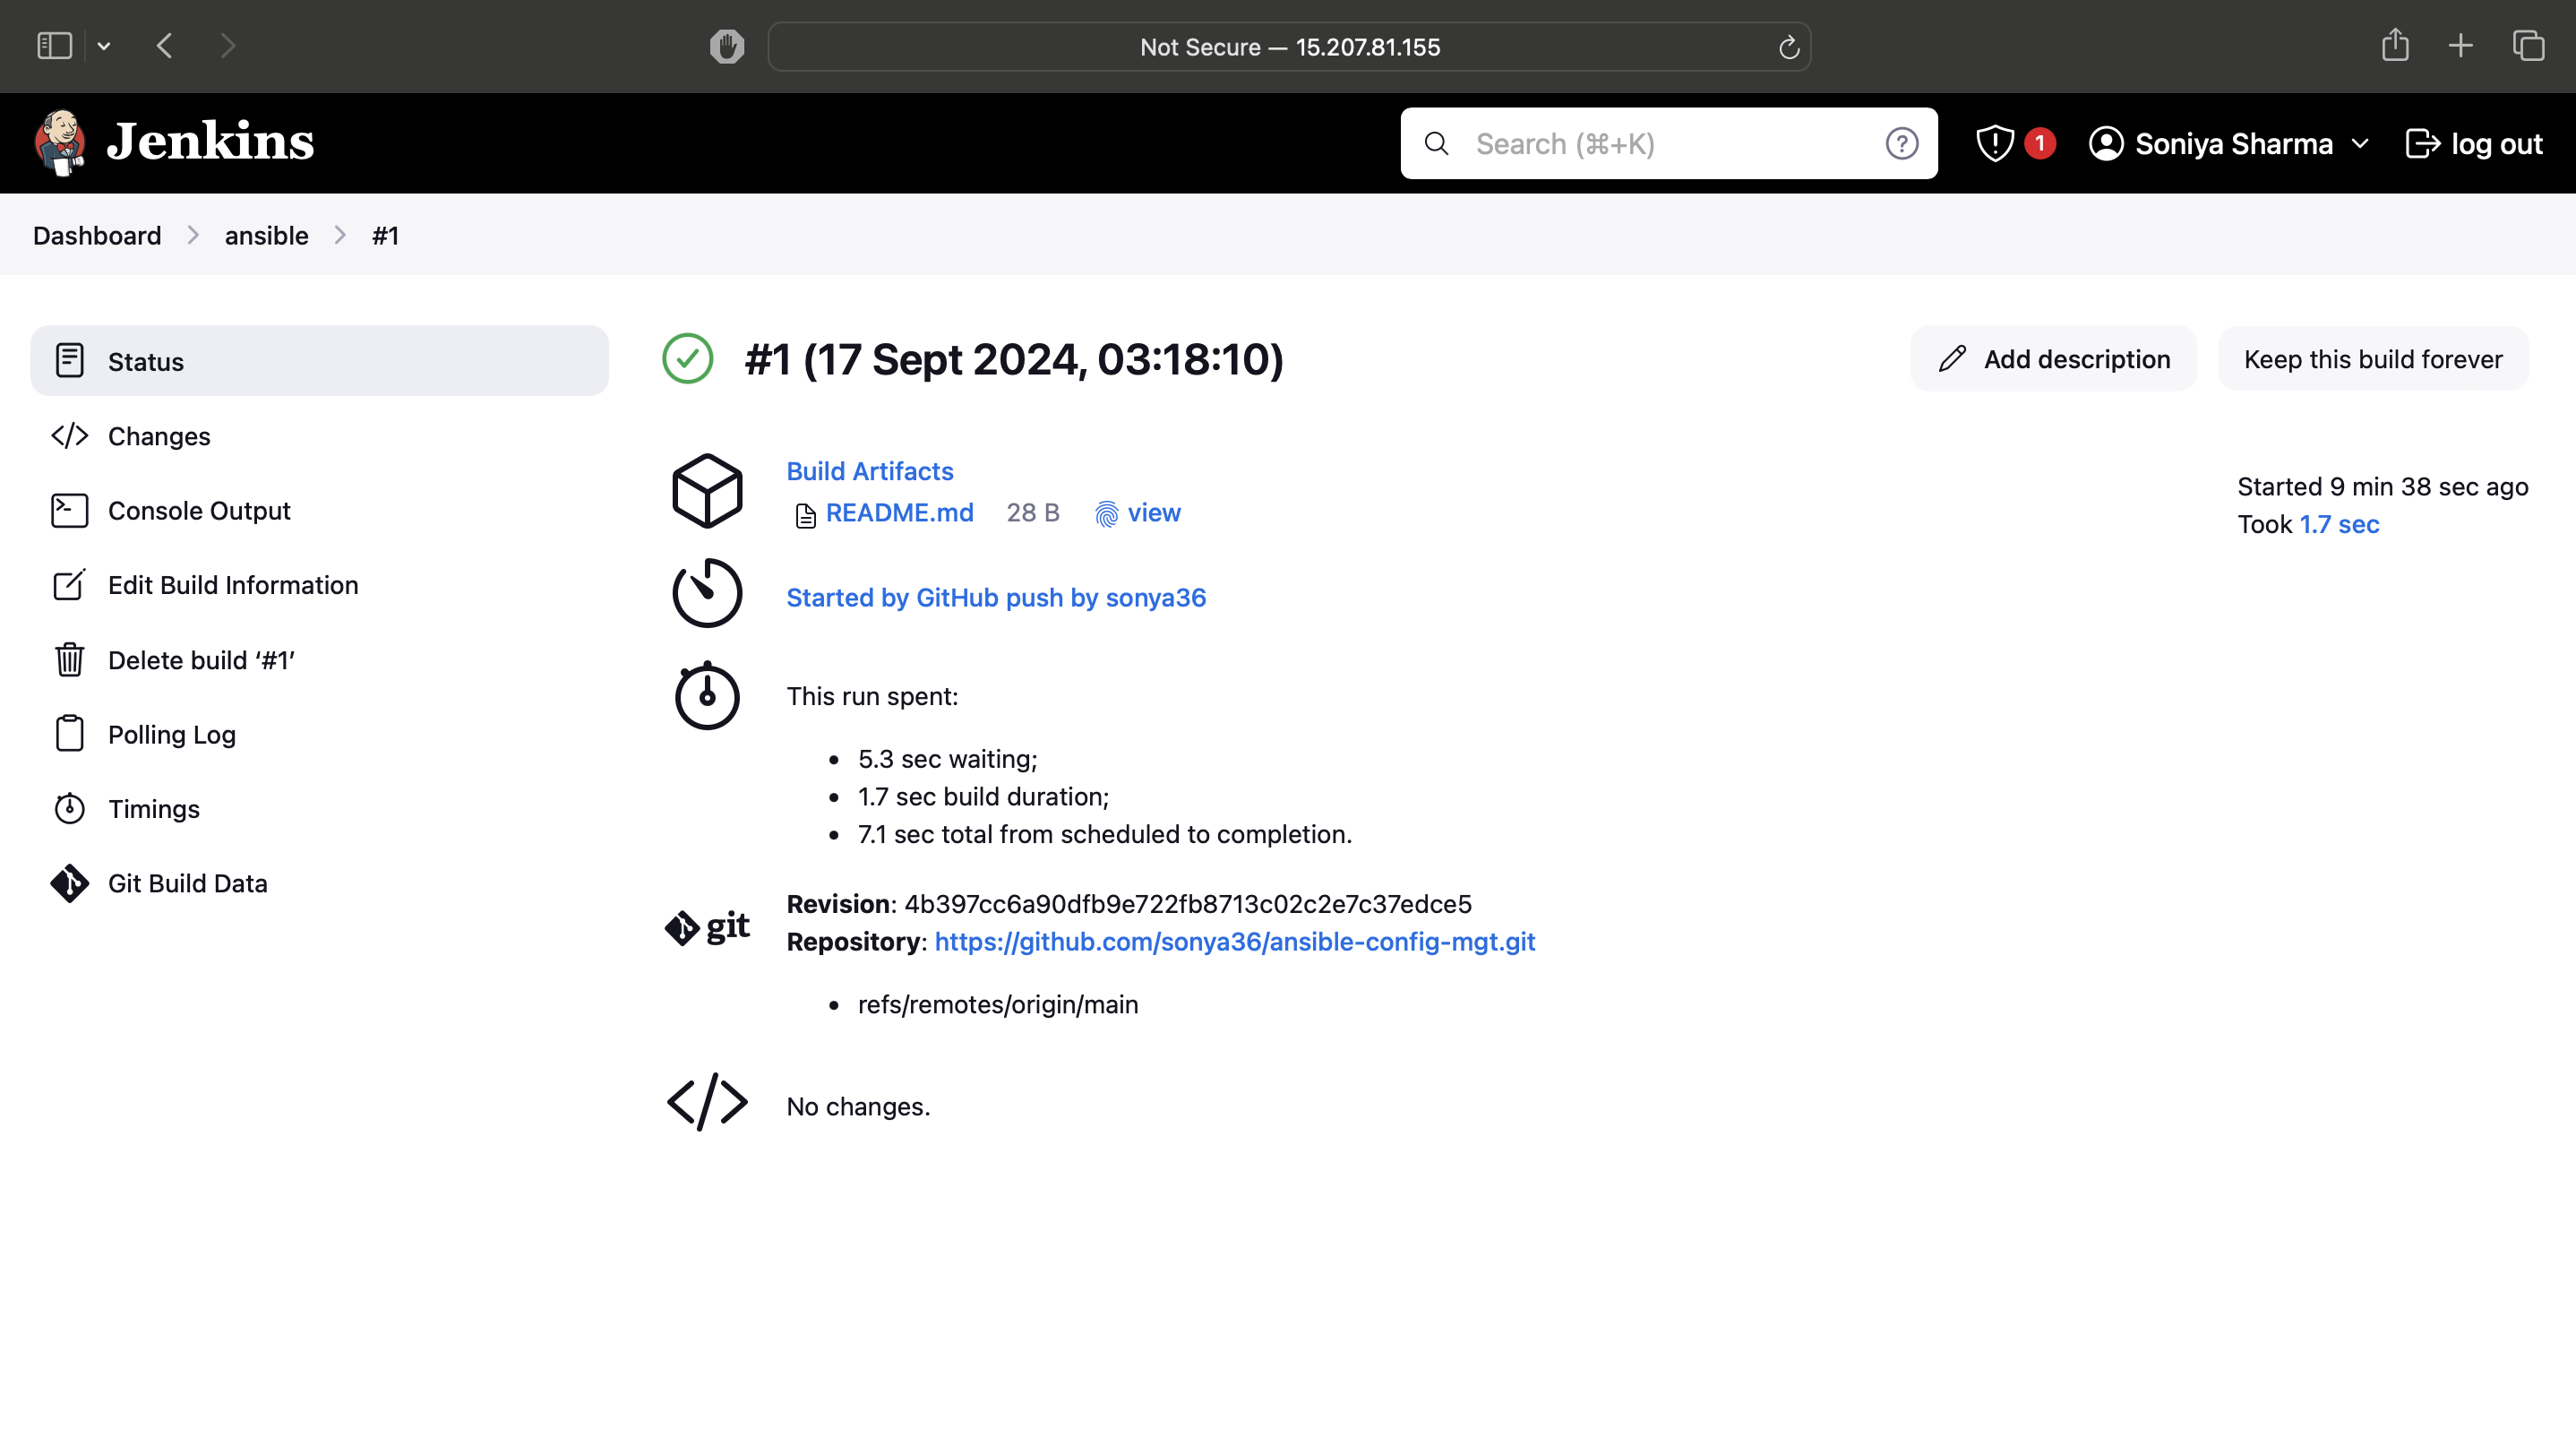 Not Secure — 15.207.81.155
Jenkins
Search (⌘+K)
1
Soniya Sharma
log out
Dashboard
ansible
#1
Status
Changes
Console Output
Edit Build Information
Delete build ‘#1’
Polling Log
Timings
Git Build Data
#1 (17 Sept 2024, 03:18:10)
Add description
Keep this build forever
Build Artifacts
README.md 28 B view
Started 9 min 38 sec ago
Took 1.7 sec
Started by GitHub push by sonya36
This run spent:
• 5.3 sec waiting;
• 1.7 sec build duration;
• 7.1 sec total from scheduled to completion.
git
Revision: 4b397cc6a90dfb9e722fb8713c02c2e7c37edce5
Repository: https://github.com/sonya36/ansible-config-mgt.git
• refs/remotes/origin/main
No changes.